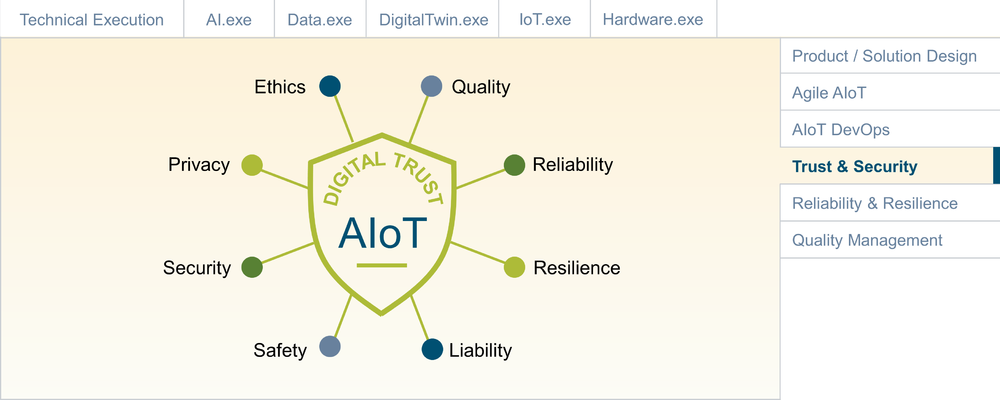 Technical Execution
AI.exe
Data.exe
DigitalTwin.exe
IoT.exe
Hardware.exe
Ethics
Quality
Privacy
Reliability
DIGITAL TRUST
AIoT
Security
Resilience
Safety
Liability
Product / Solution Design
Agile AIoT
AIoT DevOps
Trust & Security
Reliability & Resilience
Quality Management